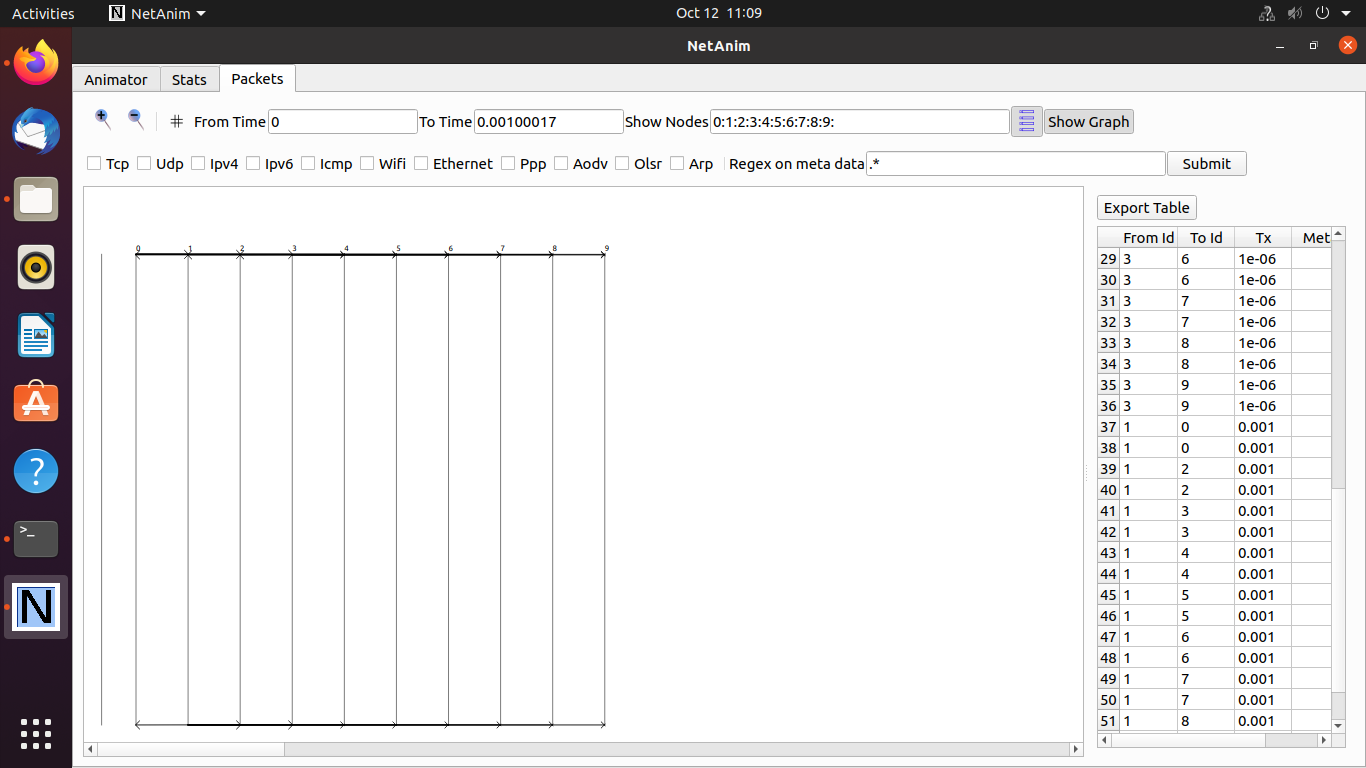 Activities NetAnim Oct 12 11:09
NetAnim
Animator Stats Packets
# From Time 0 To Time 0.00100017 Show Nodes 0:1:2:3:4:5:6:7:8:9: Show Graph
Tcp Udp Ipv4 Ipv6 Icmp Wifi Ethernet Ppp Aodv Olsr Arp Regex on meta data .* Submit
Export Table
0 1 2 3 4 5 6 7 8 9
From Id To Id Tx Met
29 3 6 1e-06
30 3 6 1e-06
31 3 7 1e-06
32 3 7 1e-06
33 3 8 1e-06
34 3 8 1e-06
35 3 9 1e-06
36 3 9 1e-06
37 1 0 0.001
38 1 0 0.001
39 1 2 0.001
40 1 2 0.001
41 1 3 0.001
42 1 3 0.001
43 1 4 0.001
44 1 4 0.001
45 1 5 0.001
46 1 5 0.001
47 1 6 0.001
48 1 6 0.001
49 1 7 0.001
50 1 7 0.001
51 1 8 0.001